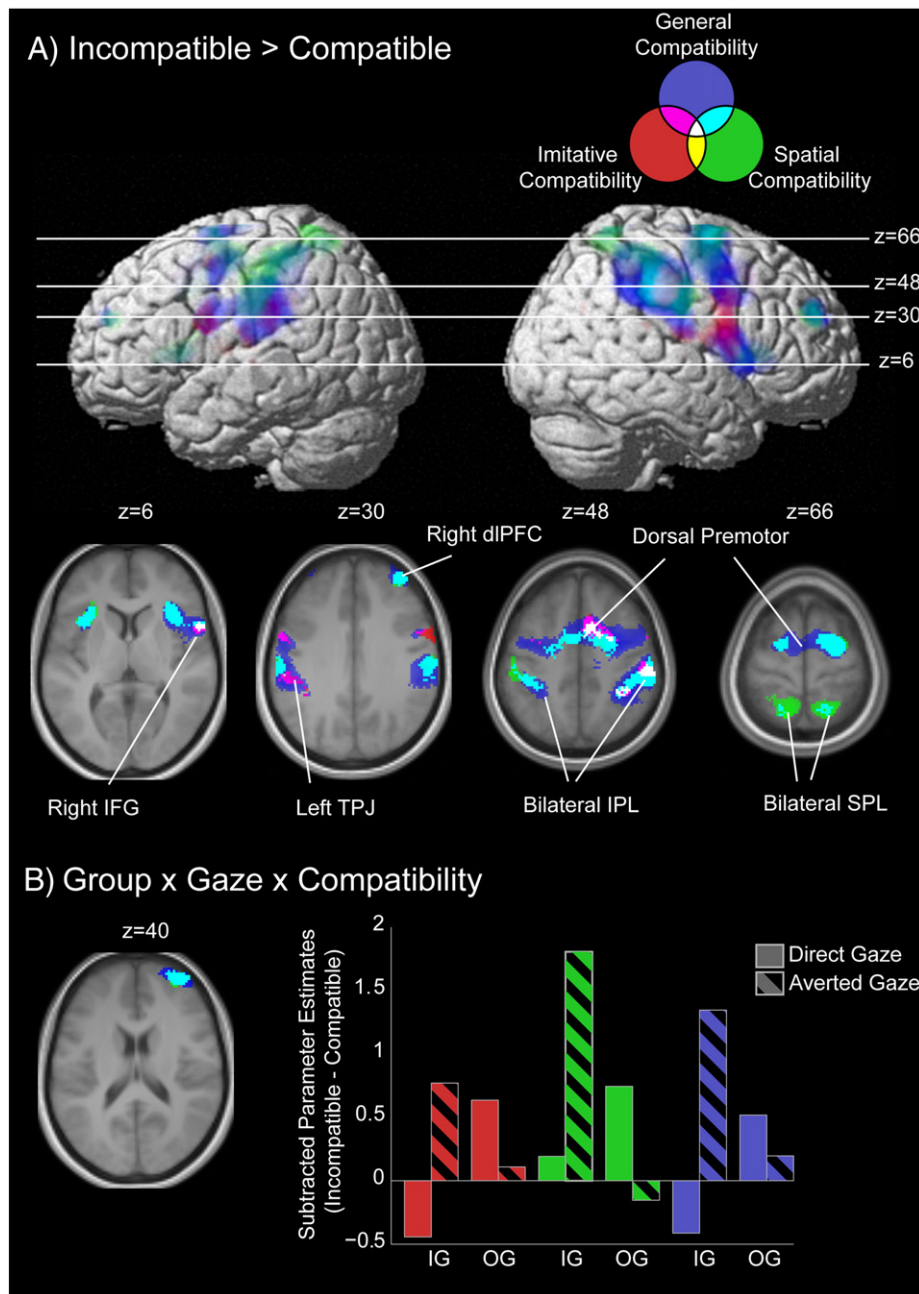 A) Incompatible > Compatible
General
Compatibility
Imitative
Compatibility
Spatial
Compatibility
z=66
z=48
z=30
z=6
z=6
z=30
z=48
z=66
Right dlPFC
Dorsal Premotor
Right IFG
Left TPJ
Bilateral IPL
Bilateral SPL
B) Group x Gaze x Compatibility
z=40
Subtracted Parameter Estimates
(Incompatible - Compatible)
2
1.5
1
0.5
0
−0.5
Direct Gaze
Averted Gaze
IG OG IG OG IG OG